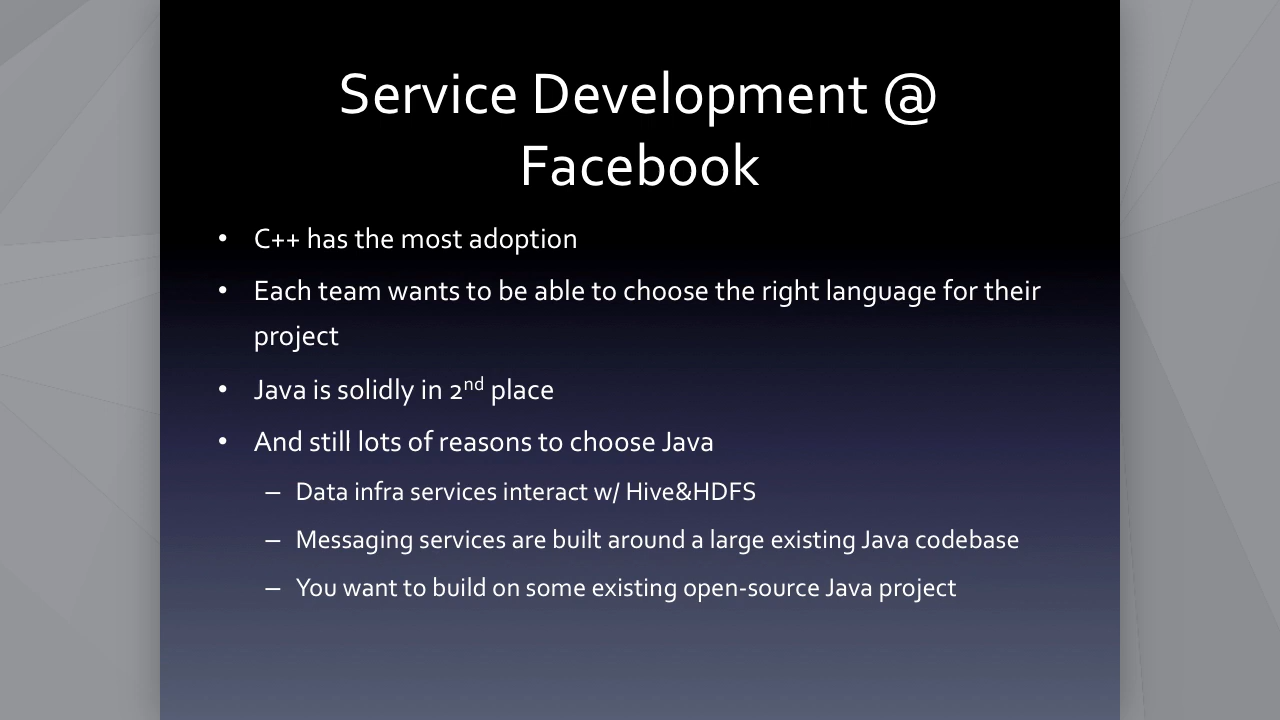 Service Development @
Facebook
• C++ has the most adoption
• Each team wants to be able to choose the right language for their
project
• Java is solidly in 2nd place
• And still lots of reasons to choose Java
– Data infra services interact w/ Hive&HDFS
– Messaging services are built around a large existing Java codebase
– You want to build on some existing open-source Java project